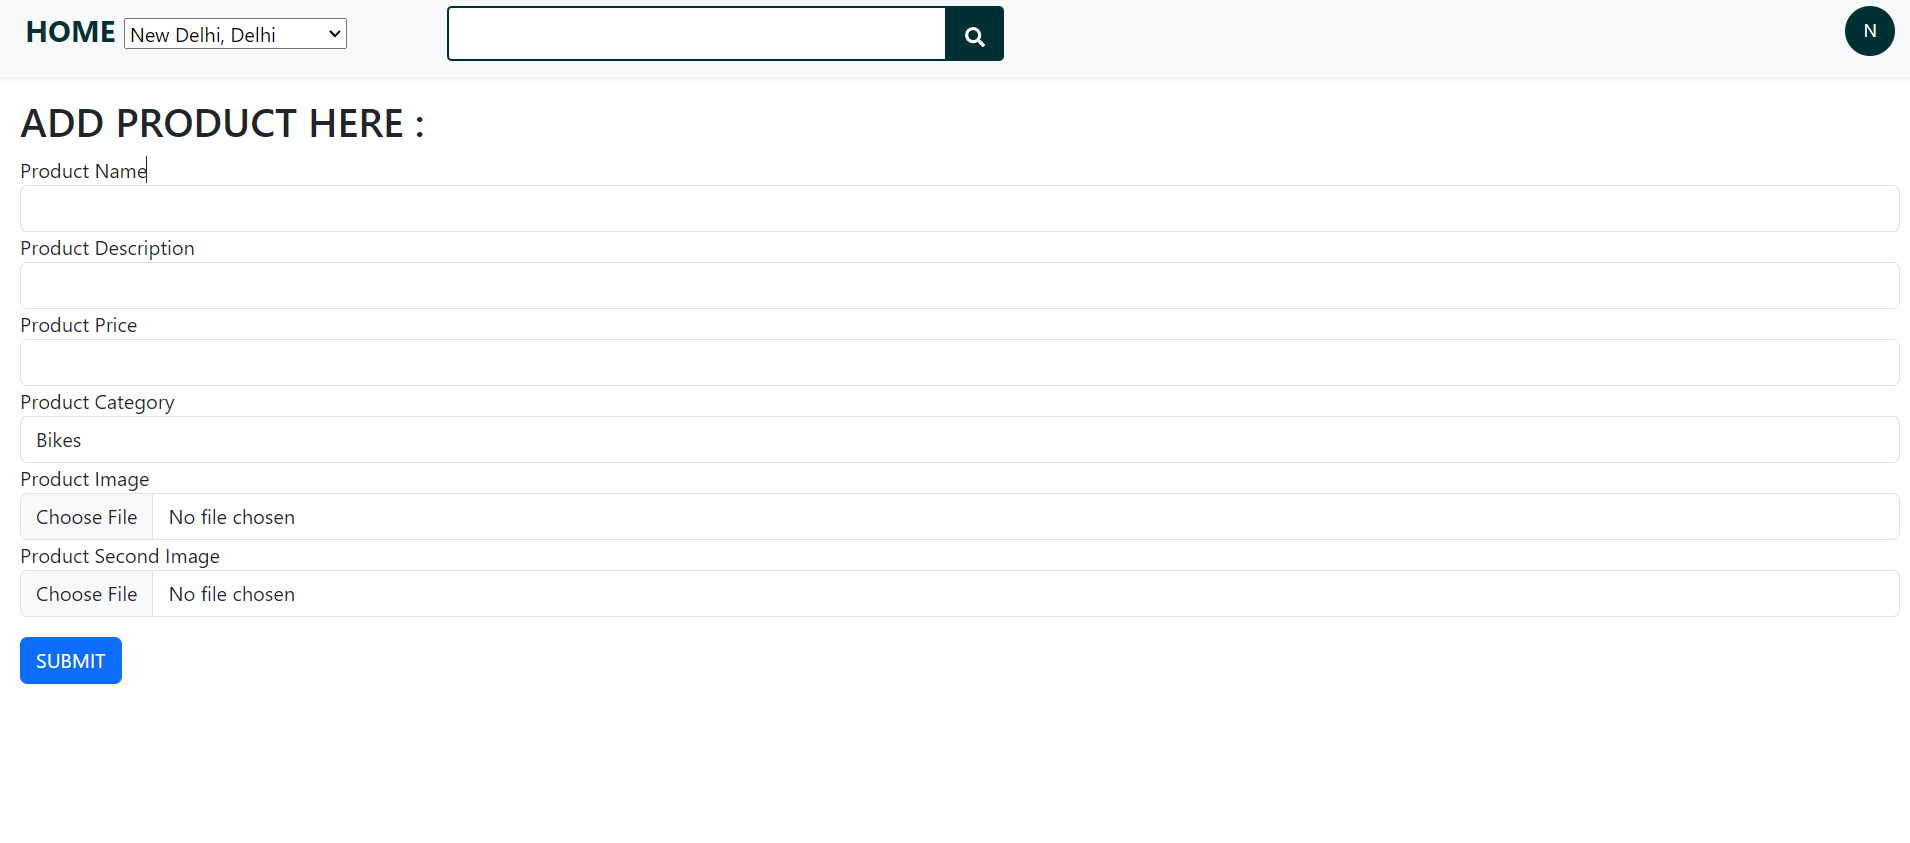 HOME New Delhi, Delhi N
ADD PRODUCT HERE :
Product Name
Product Description
Product Price
Product Category
Bikes
Product Image
Choose File No file chosen
Product Second Image
Choose File No file chosen
SUBMIT